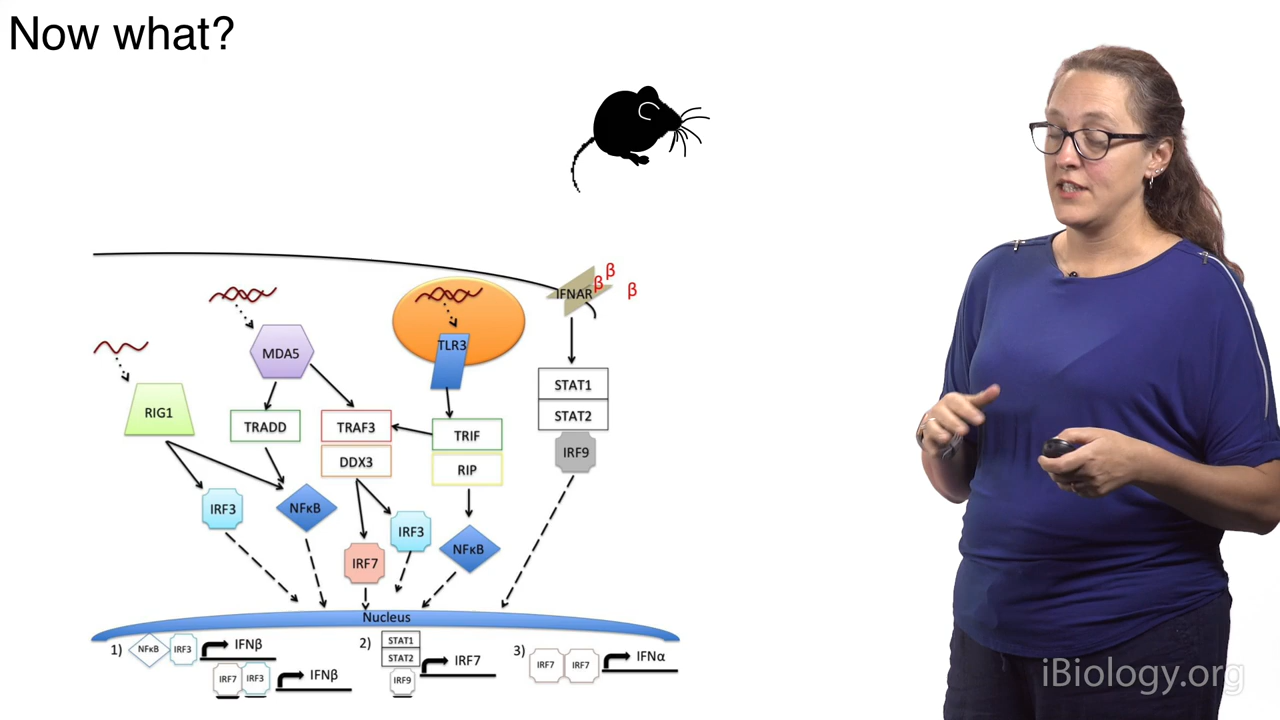 Now what?
IFNAR
β
β
β
MDA5
TLR3
RIG1
STAT1
STAT2
TRADD
TRAF3
TRIF
DDX3
RIP
IRF9
IRF3
NFκB
IRF3
IRF7
NFκB
Nucleus
1)
NFκB
IRF3
IFNβ
IRF7
IRF3
IFNβ
2)
STAT1
STAT2
IRF9
IRF7
3)
IRF7
IRF7
IFNα
iBiology.org